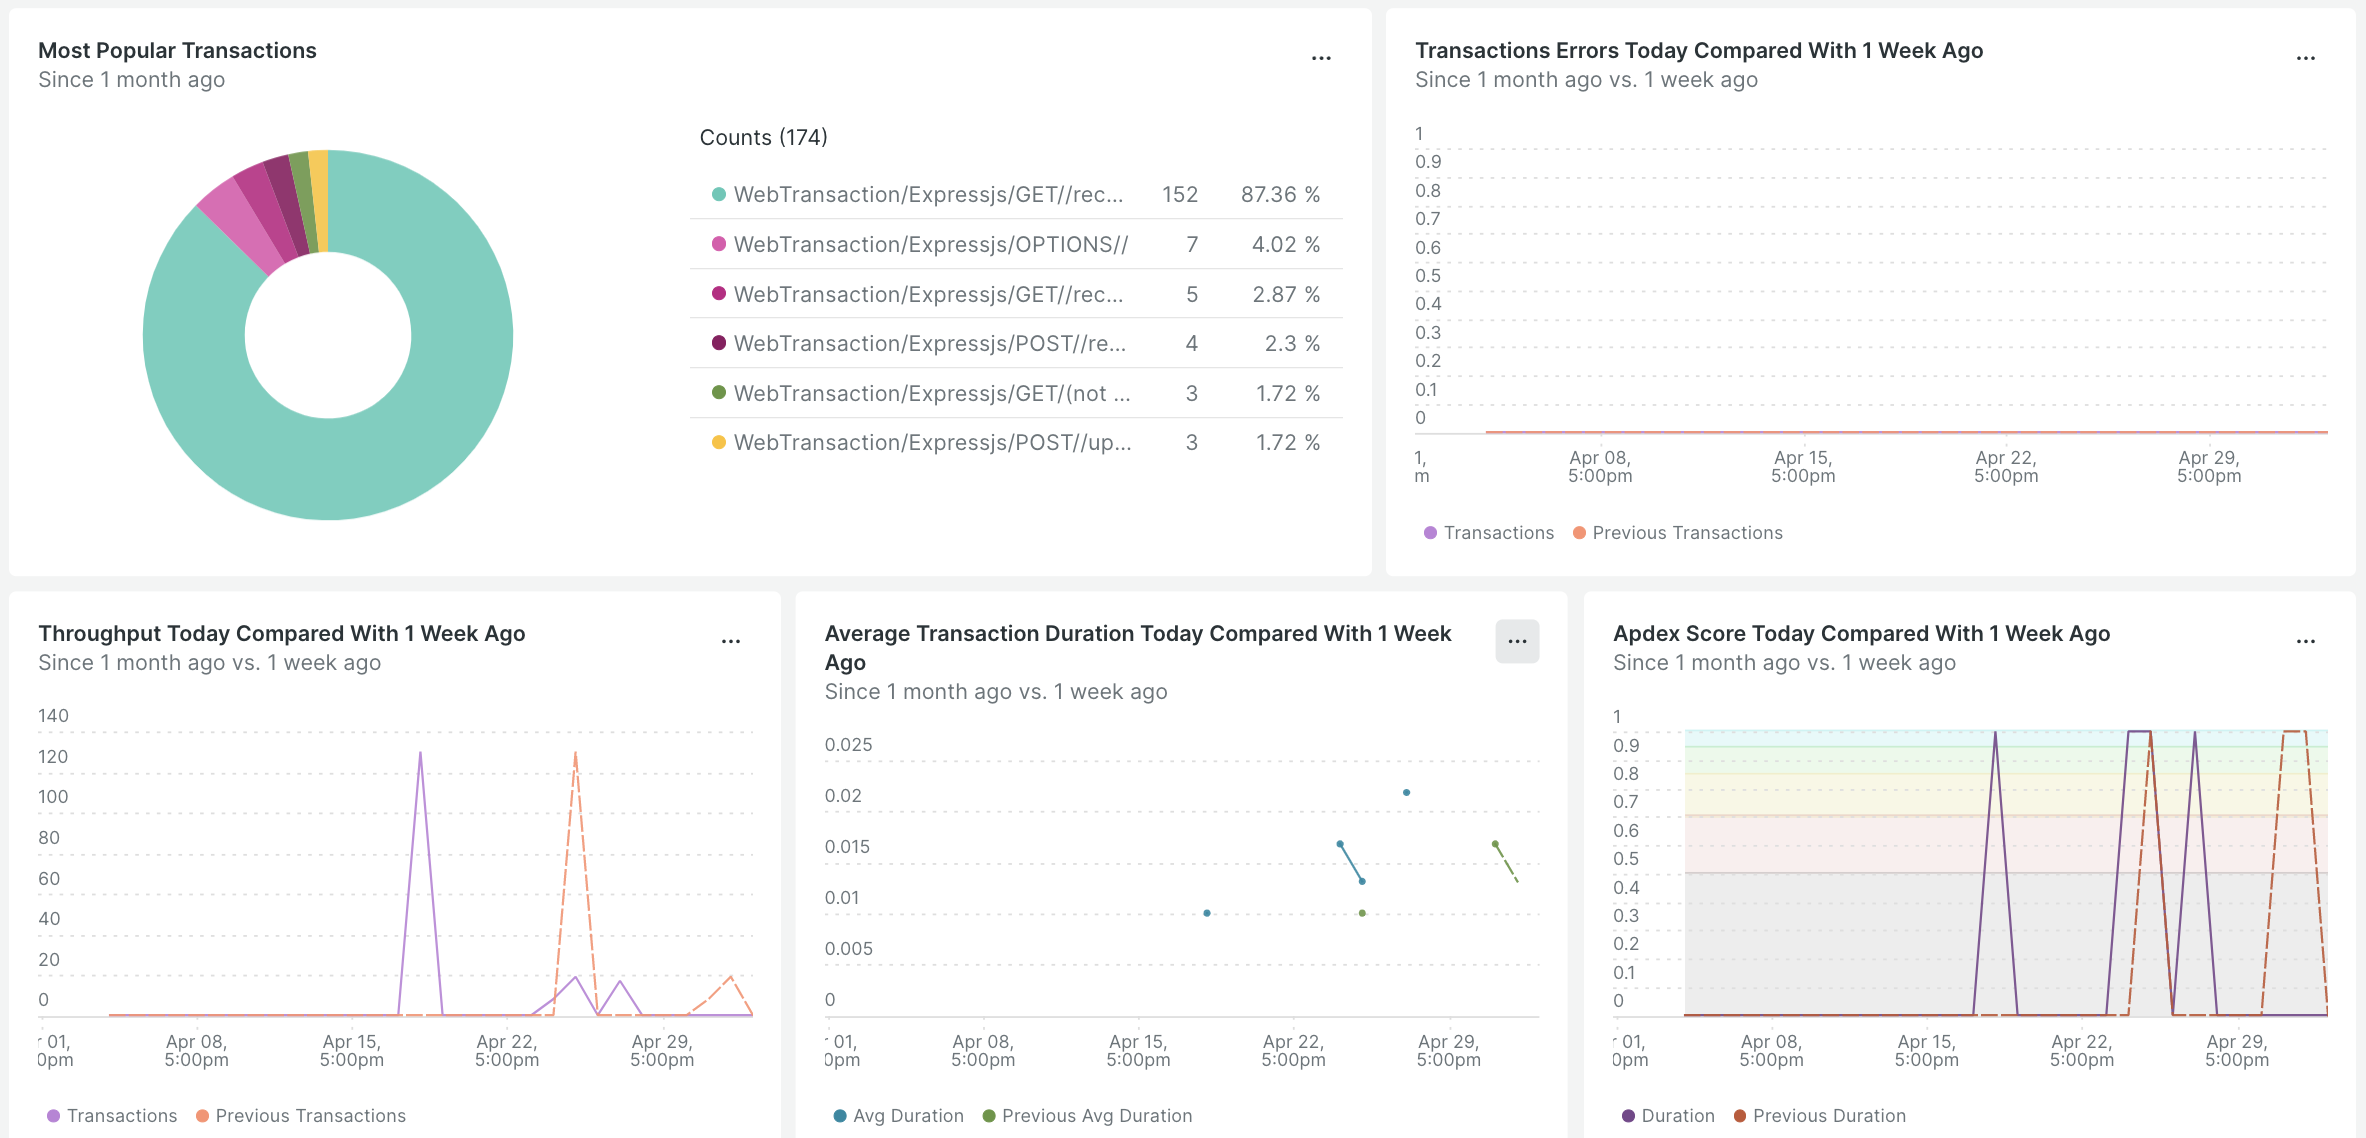 Most Popular Transactions
Since 1 month ago
...
Counts (174)
WebTransaction/Expressjs/GET//rec... 152 87.36 %
WebTransaction/Expressjs/OPTIONS// 7 4.02 %
WebTransaction/Expressjs/GET//rec... 5 2.87 %
WebTransaction/Expressjs/POST//re... 4 2.3 %
WebTransaction/Expressjs/GET/(not ... 3 1.72 %
WebTransaction/Expressjs/POST//up... 3 1.72 %
Transactions Errors Today Compared With 1 Week Ago
Since 1 month ago vs. 1 week ago
...
1
0.9
0.8
0.7
0.6
0.5
0.4
0.3
0.2
0.1
0
1, Apr 08, Apr 15, Apr 22, Apr 29,
m 5:00pm 5:00pm 5:00pm 5:00pm
Transactions Previous Transactions
Throughput Today Compared With 1 Week Ago
Since 1 month ago vs. 1 week ago
...
140
120
100
80
60
40
20
0
r 01, Apr 08, Apr 15, Apr 22, Apr 29,
0pm 5:00pm 5:00pm 5:00pm 5:00pm
Transactions Previous Transactions
Average Transaction Duration Today Compared With 1 Week
Ago
Since 1 month ago vs. 1 week ago
...
0.025
0.02
0.015
0.01
0.005
0
r 01, Apr 08, Apr 15, Apr 22, Apr 29,
0pm 5:00pm 5:00pm 5:00pm 5:00pm
Avg Duration Previous Avg Duration
Apdex Score Today Compared With 1 Week Ago
Since 1 month ago vs. 1 week ago
...
1
0.9
0.8
0.7
0.6
0.5
0.4
0.3
0.2
0.1
0
r 01, Apr 08, Apr 15, Apr 22, Apr 29,
0pm 5:00pm 5:00pm 5:00pm 5:00pm
Duration Previous Duration